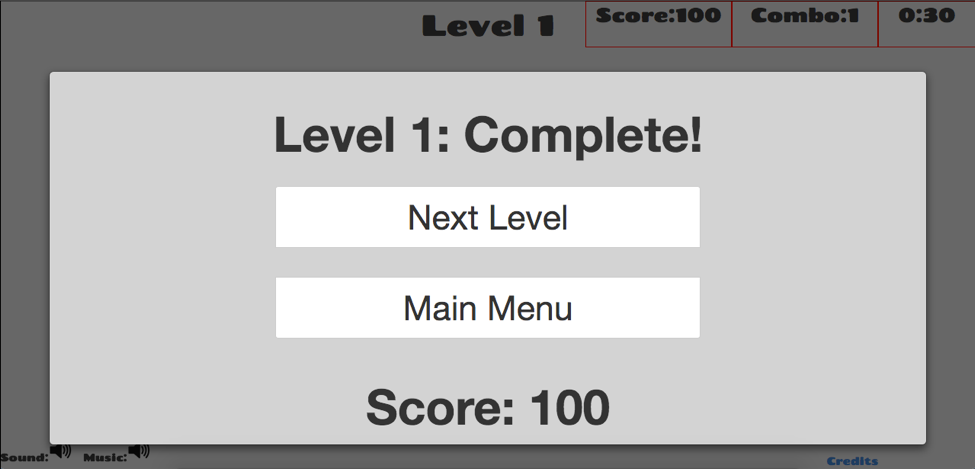 Level 1 Score:100 Combo:1 0:30
Level 1: Complete!
Next Level
Main Menu
Score: 100
Sound: Music: Credits